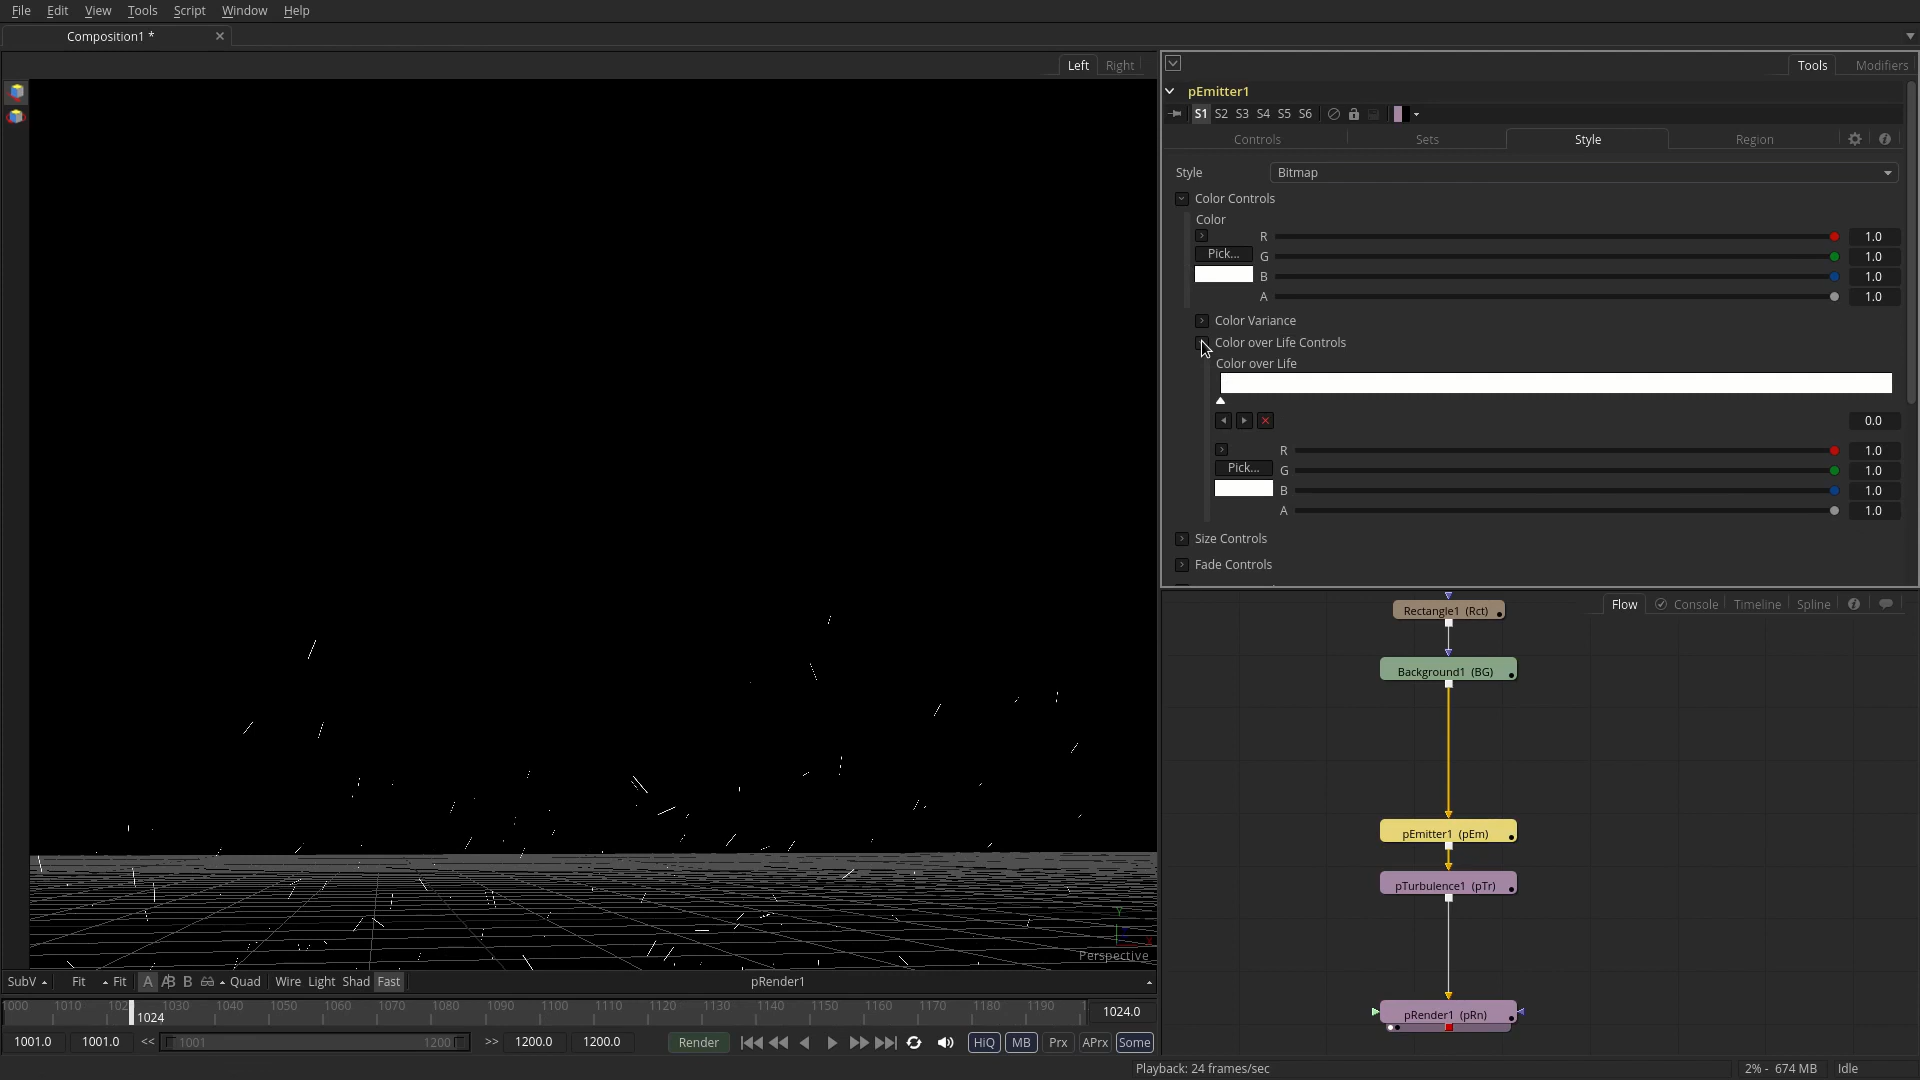 File Edit View Tools Script Window Help
Composition1 *
Left Right
Tools Modifiers
pEmitter1
S1 S2 S3 S4 S5 S6
Controls Sets Style Region
Style Bitmap
Color Controls
Color
R 1.0
Pick... G 1.0
B 1.0
A 1.0
Color Variance
Color over Life Controls
Color over Life
0.0
R 1.0
Pick... G 1.0
B 1.0
A 1.0
Size Controls
Fade Controls
Flow Console Timeline Spline
Rectangle1 (Rct)
Background1 (BG)
pEmitter1 (pEm)
pTurbulence1 (pTr)
pRender1 (pRn)
Y
Perspective
SubV Fit Fit A B Quad Wire Light Shad Fast pRender1
1000 1010 102 1030 1040 1050 1060 1070 1080 1090 1100 1110 1120 1130 1140 1150 1160 1170 1180 1190 1024.0
1024
1001.0 1001.0 << 1001 1200 >> 1200.0 1200.0 Render HiQ MB Prx APrx Some
Playback: 24 frames/sec 2% - 674 MB Idle